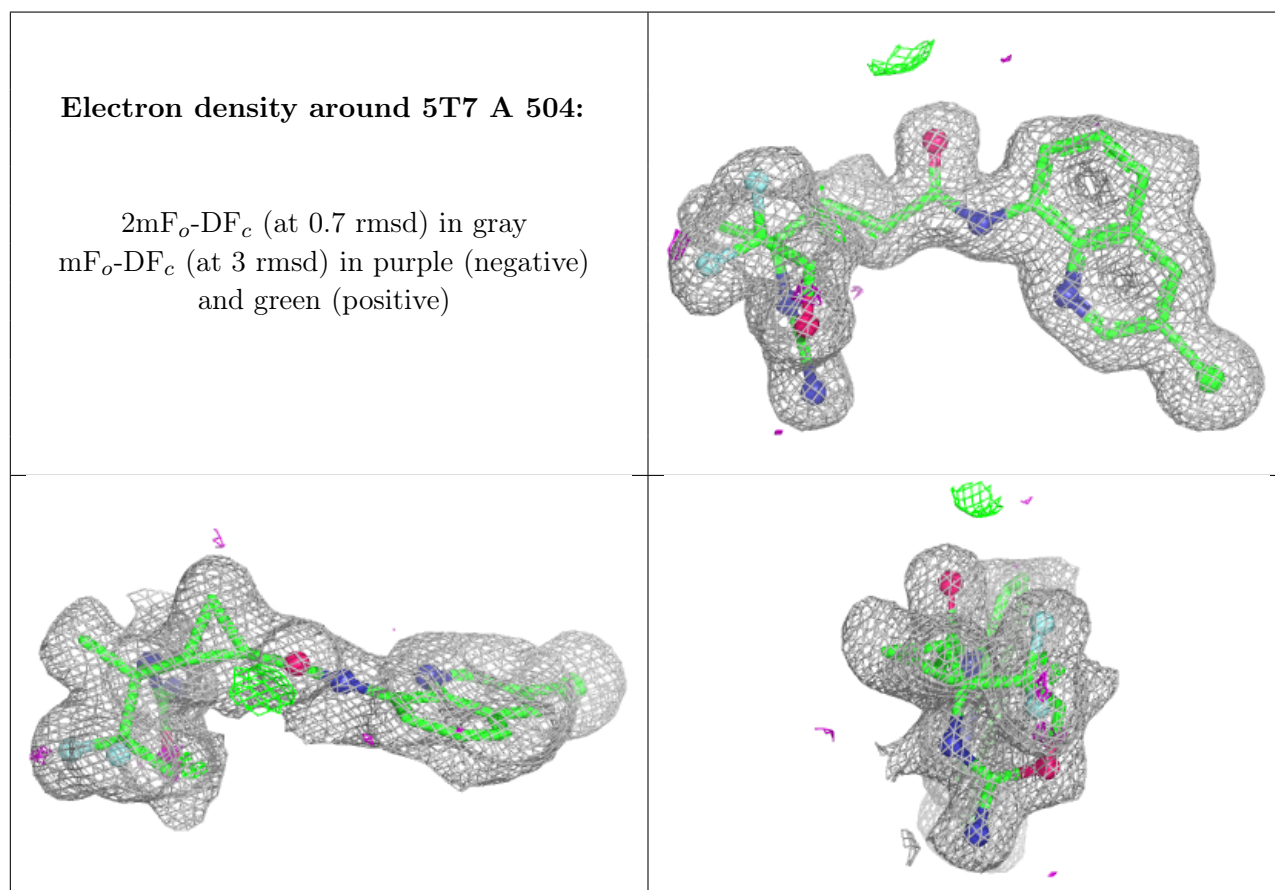 Electron density around 5T7 A 504:
2mFₒ-DF𝑐 (at 0.7 rmsd) in gray
mFₒ-DF𝑐 (at 3 rmsd) in purple (negative)
and green (positive)